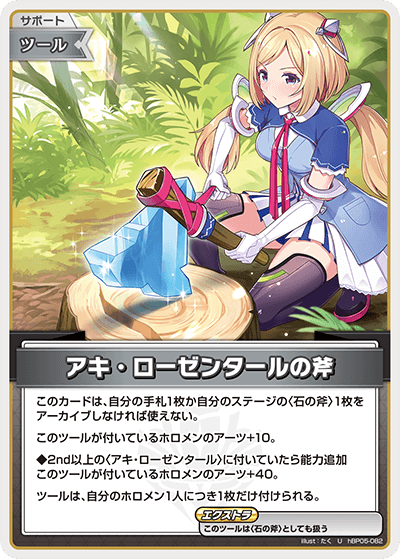 サポート
ツール
アキ・ローゼンタールの斧
このカードは、自分の手札1枚か自分のステージの〈石の斧〉1枚を
アーカイブしなければ使えない。
このツールが付いているホロメンのアーツ+10。
◆2nd以上の〈アキ・ローゼンタール〉に付いていたら能力追加
このツールが付いているホロメンのアーツ+40。
ツールは、自分のホロメン1人につき1枚だけ付けられる。
エクストラ
このツールは〈石の斧〉としても扱う
illust:たく U hBP05-082